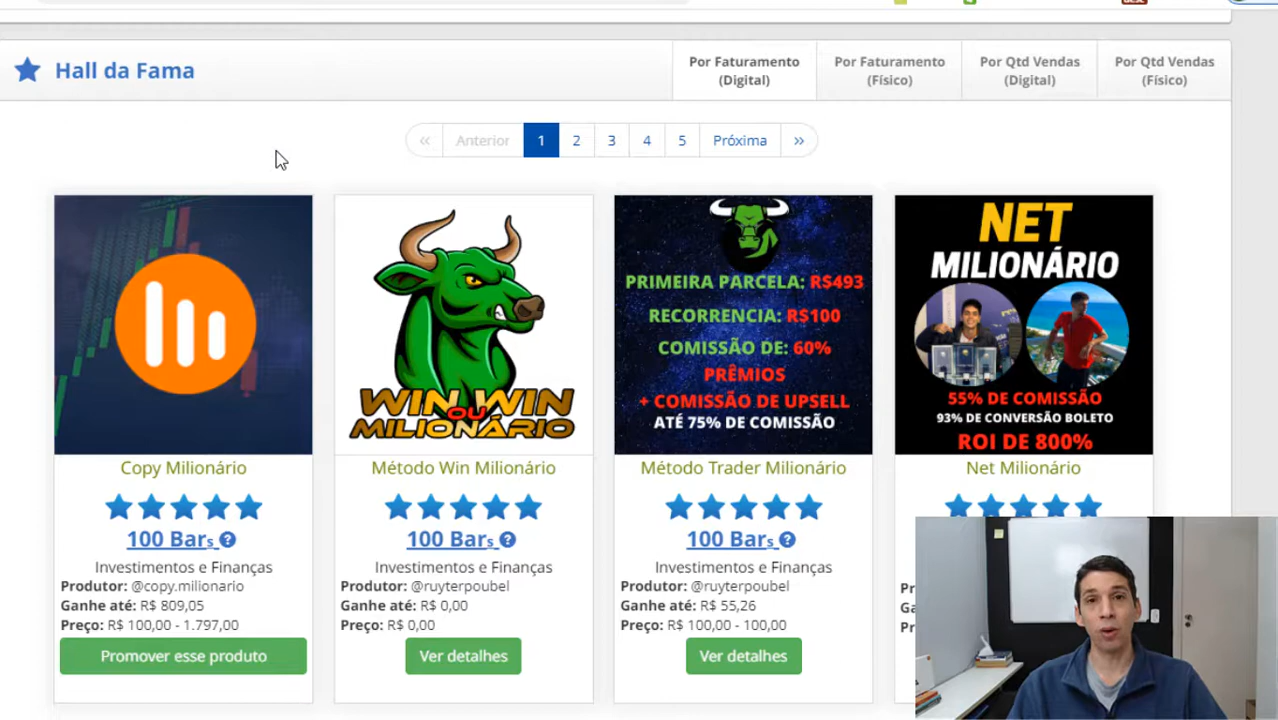 Hall da Fama
Por Faturamento
(Digital)
Por Faturamento
(Físico)
Por Qtd Vendas
(Digital)
Por Qtd Vendas
(Físico)
« Anterior 1 2 3 4 5 Próxima »
WIN WIN
OU
MILIONÁRIO
PRIMEIRA PARCELA: R$493
RECORRENCIA: R$100
COMISSÃO DE: 60%
PRÊMIOS
+ COMISSÃO DE UPSELL
ATÉ 75% DE COMISSÃO
NET
MILIONÁRIO
55% DE COMISSÃO
93% DE CONVERSÃO BOLETO
ROI DE 800%
Copy Milionário
100 Bars ?
Investimentos e Finanças
Produtor: @copy.milionario
Ganhe até: R$ 809,05
Preço: R$ 100,00 - 1.797,00
Promover esse produto
Método Win Milionário
100 Bars ?
Investimentos e Finanças
Produtor: @ruyterpoubel
Ganhe até: R$ 0,00
Preço: R$ 0,00
Ver detalhes
Método Trader Milionário
100 Bars ?
Investimentos e Finanças
Produtor: @ruyterpoubel
Ganhe até: R$ 55,26
Preço: R$ 100,00 - 100,00
Ver detalhes
Net Milionário